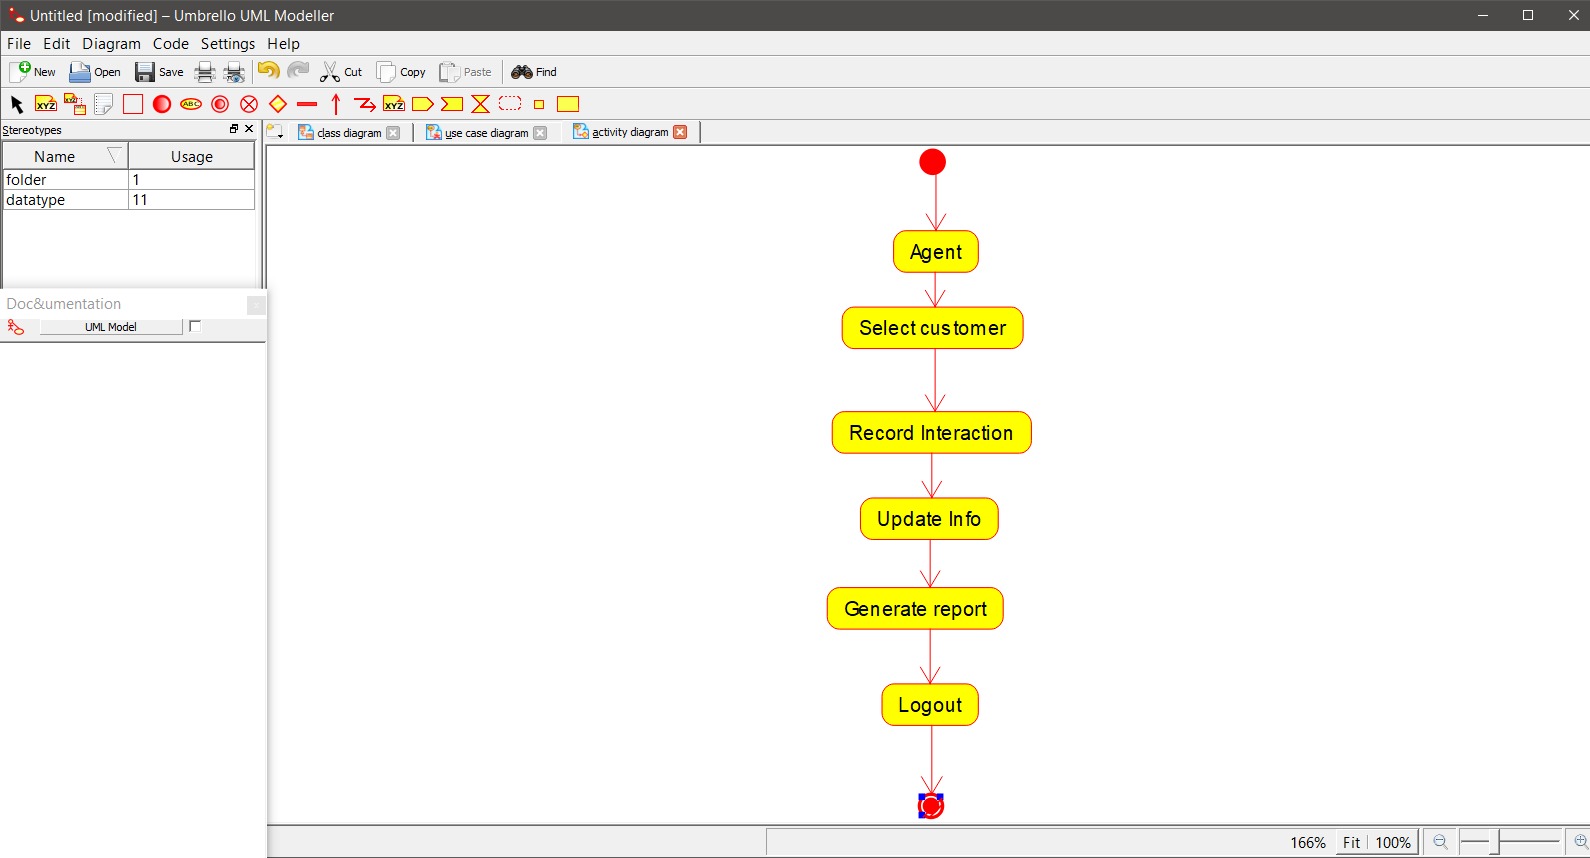 Untitled [modified] – Umbrello UML Modeller
File Edit Diagram Code Settings Help
New Open Save Cut Copy Paste Find
XYZ XYZ ABC XYZ
Stereotypes
class diagram use case diagram activity diagram
Name Usage
folder 1
datatype 11
Doc&umentation
UML Model
Agent
Select customer
Record Interaction
Update Info
Generate report
Logout
166% Fit 100%